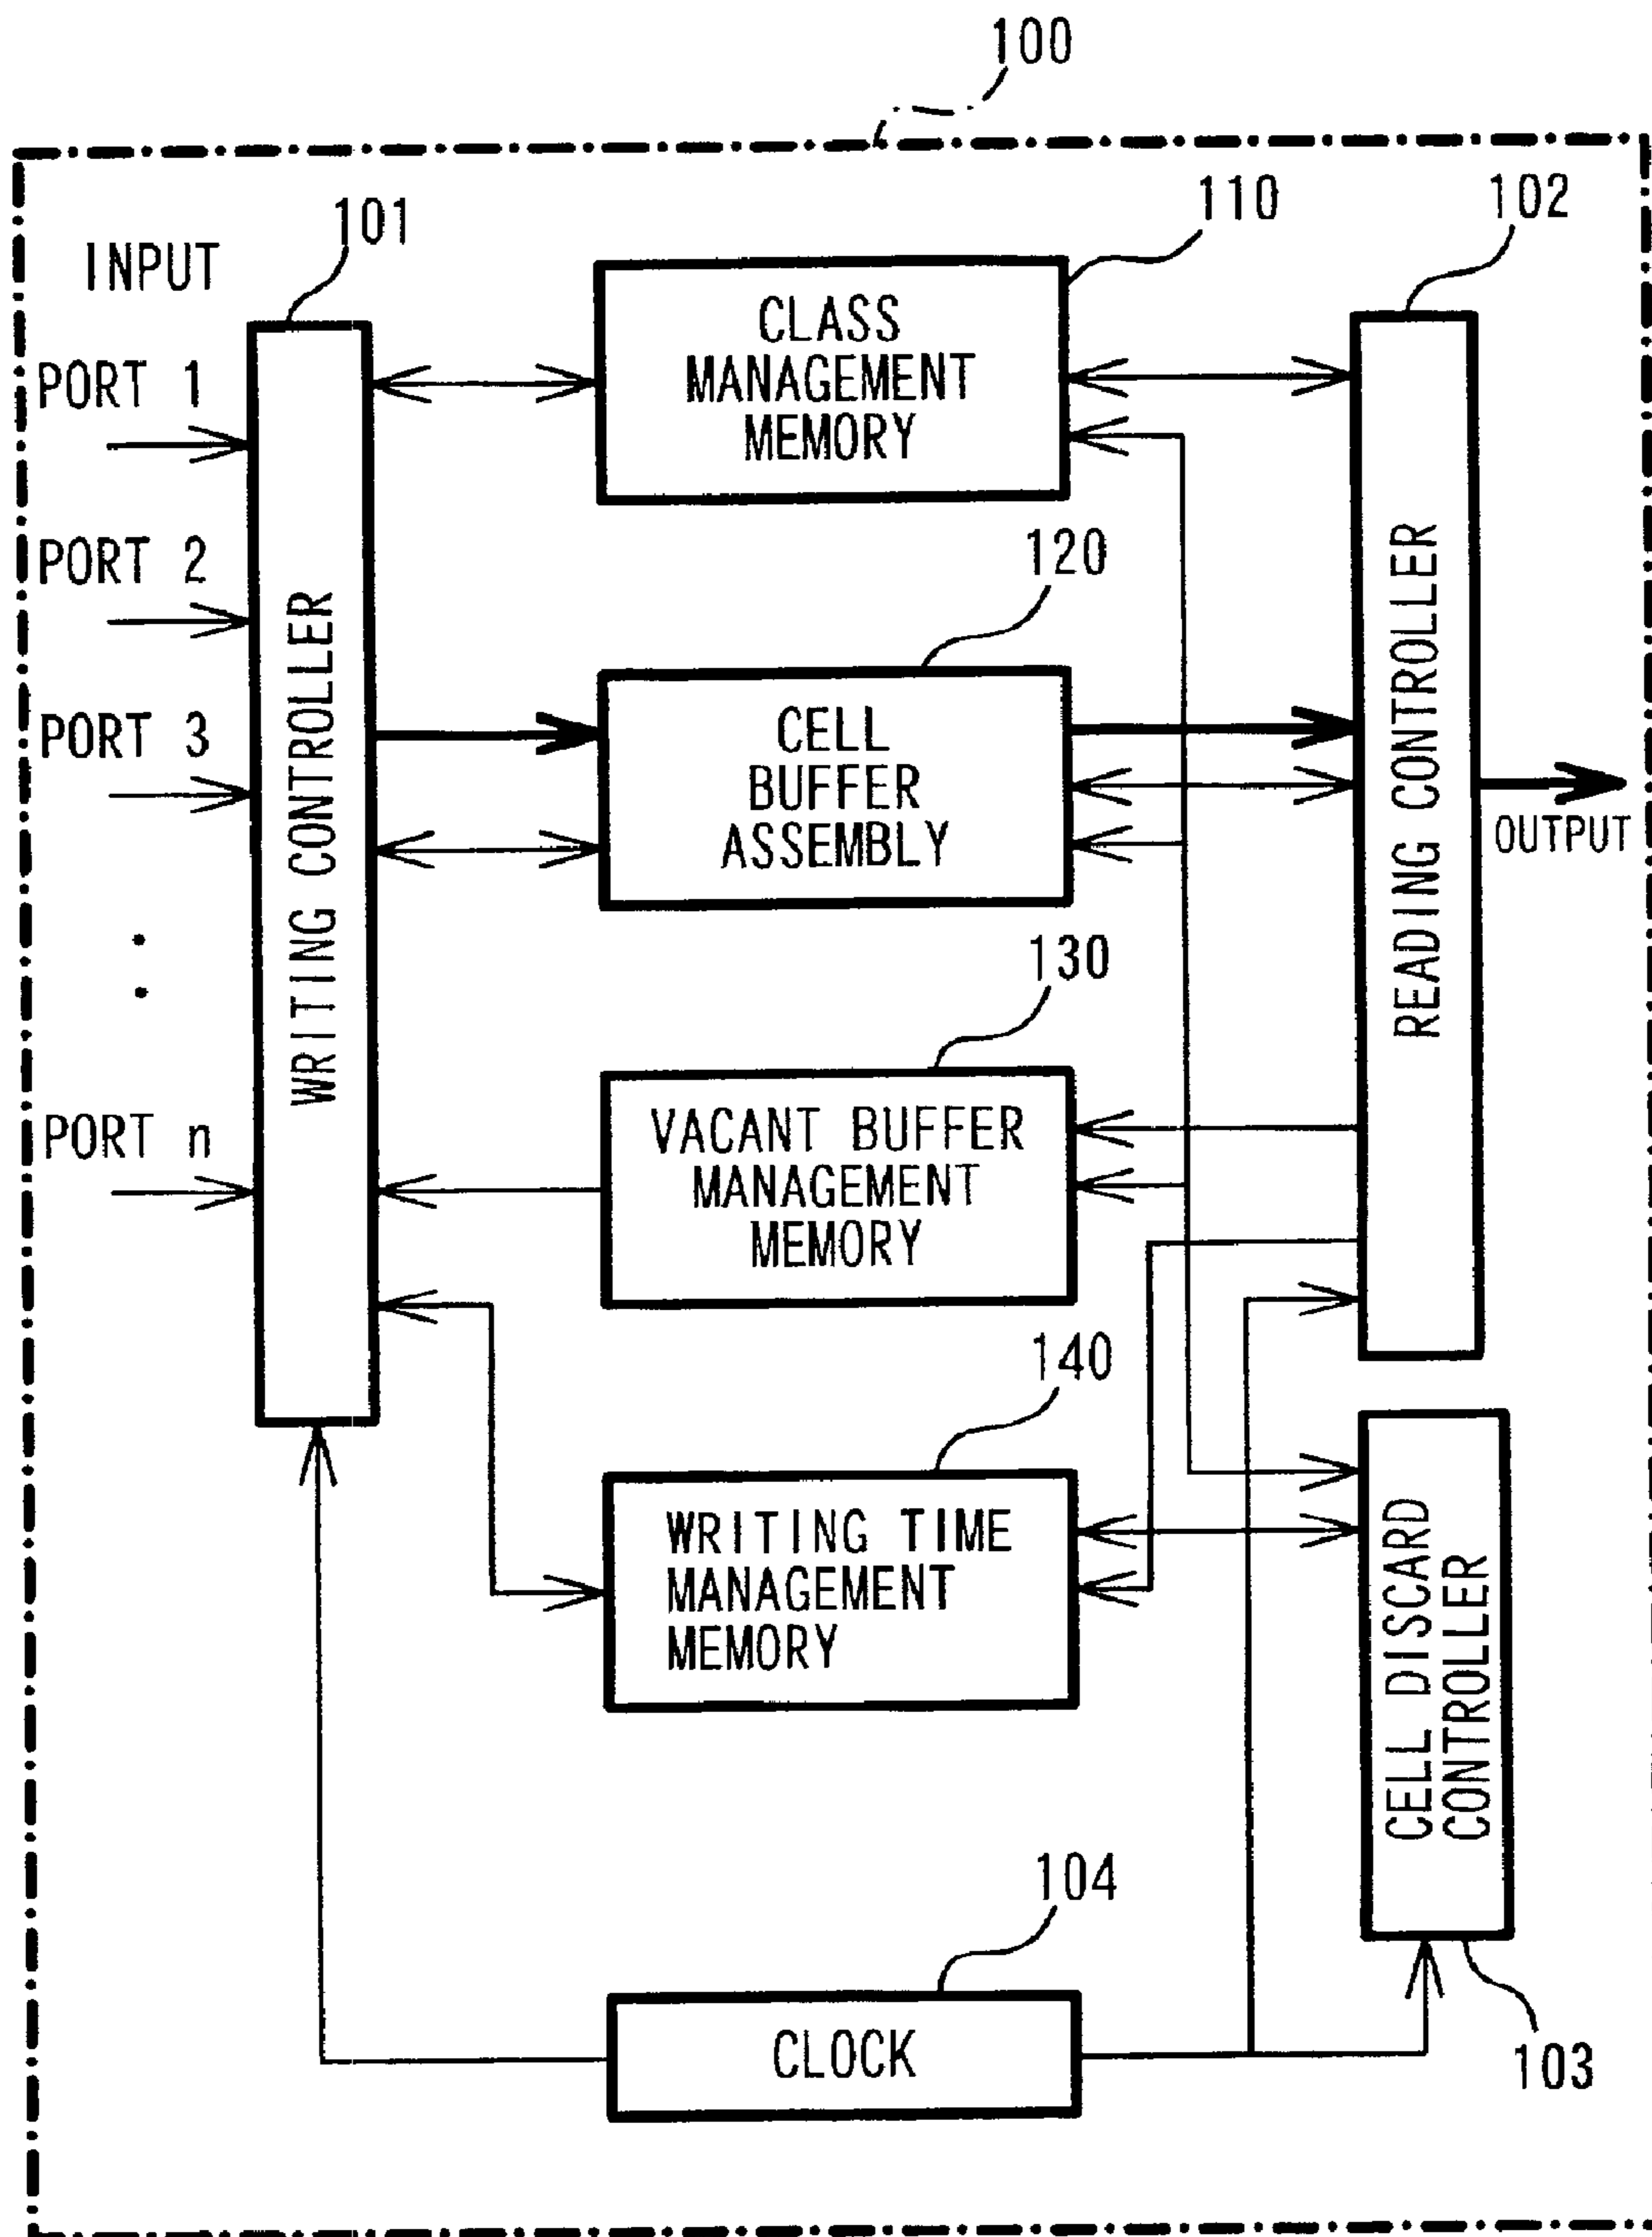 100
101
110
102
INPUT
CLASS
MANAGEMENT
MEMORY
PORT 1
PORT 2
PORT 3
PORT n
WRITING CONTROLLER
120
CELL
BUFFER
ASSEMBLY
READING CONTROLLER
OUTPUT
130
VACANT BUFFER
MANAGEMENT
MEMORY
140
WRITING TIME
MANAGEMENT
MEMORY
CELL DISCARD
CONTROLLER
104
CLOCK
103